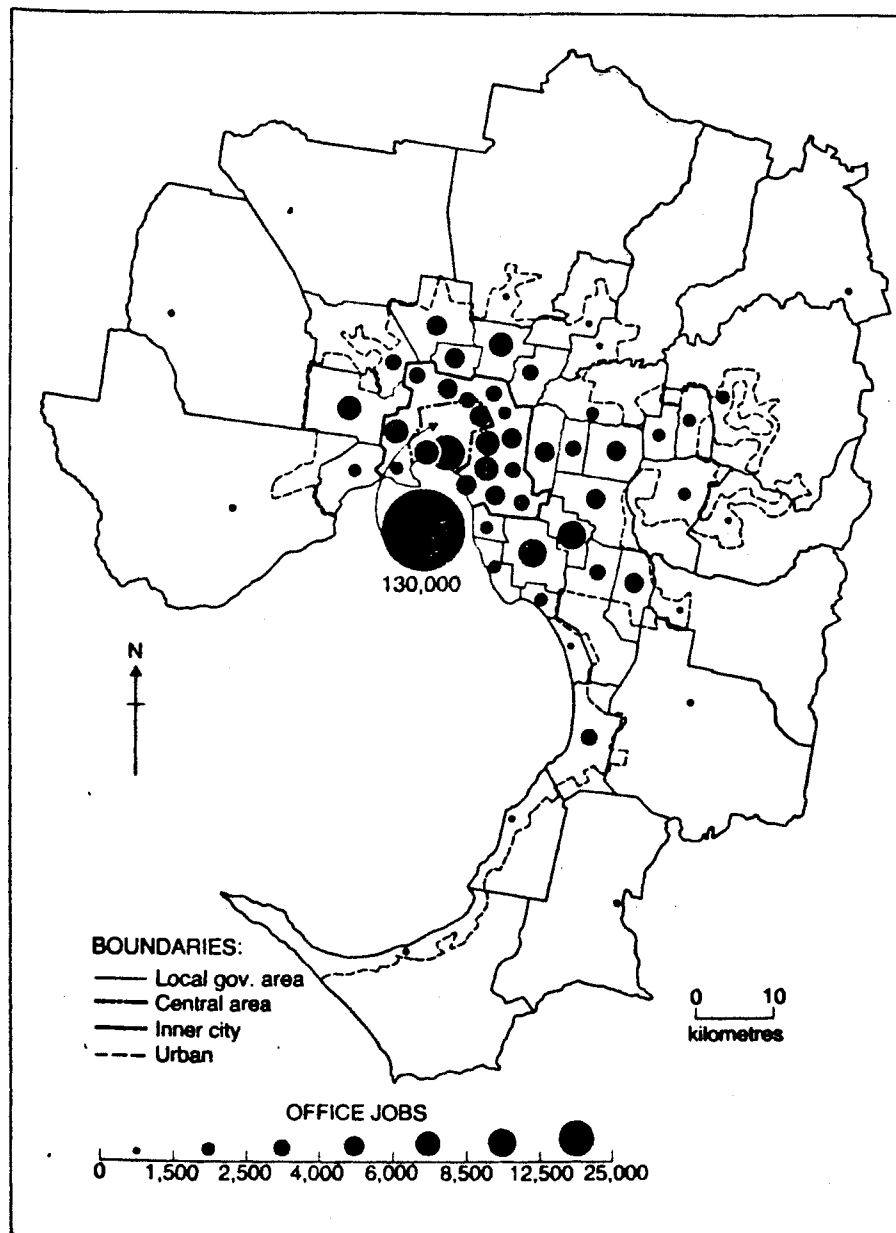 130,000
N
BOUNDARIES:
Local gov. area
Central area
Inner city
Urban
0 10
kilometres
OFFICE JOBS
0 1,500 2,500 4,000 6,000 8,500 12,500 25,000